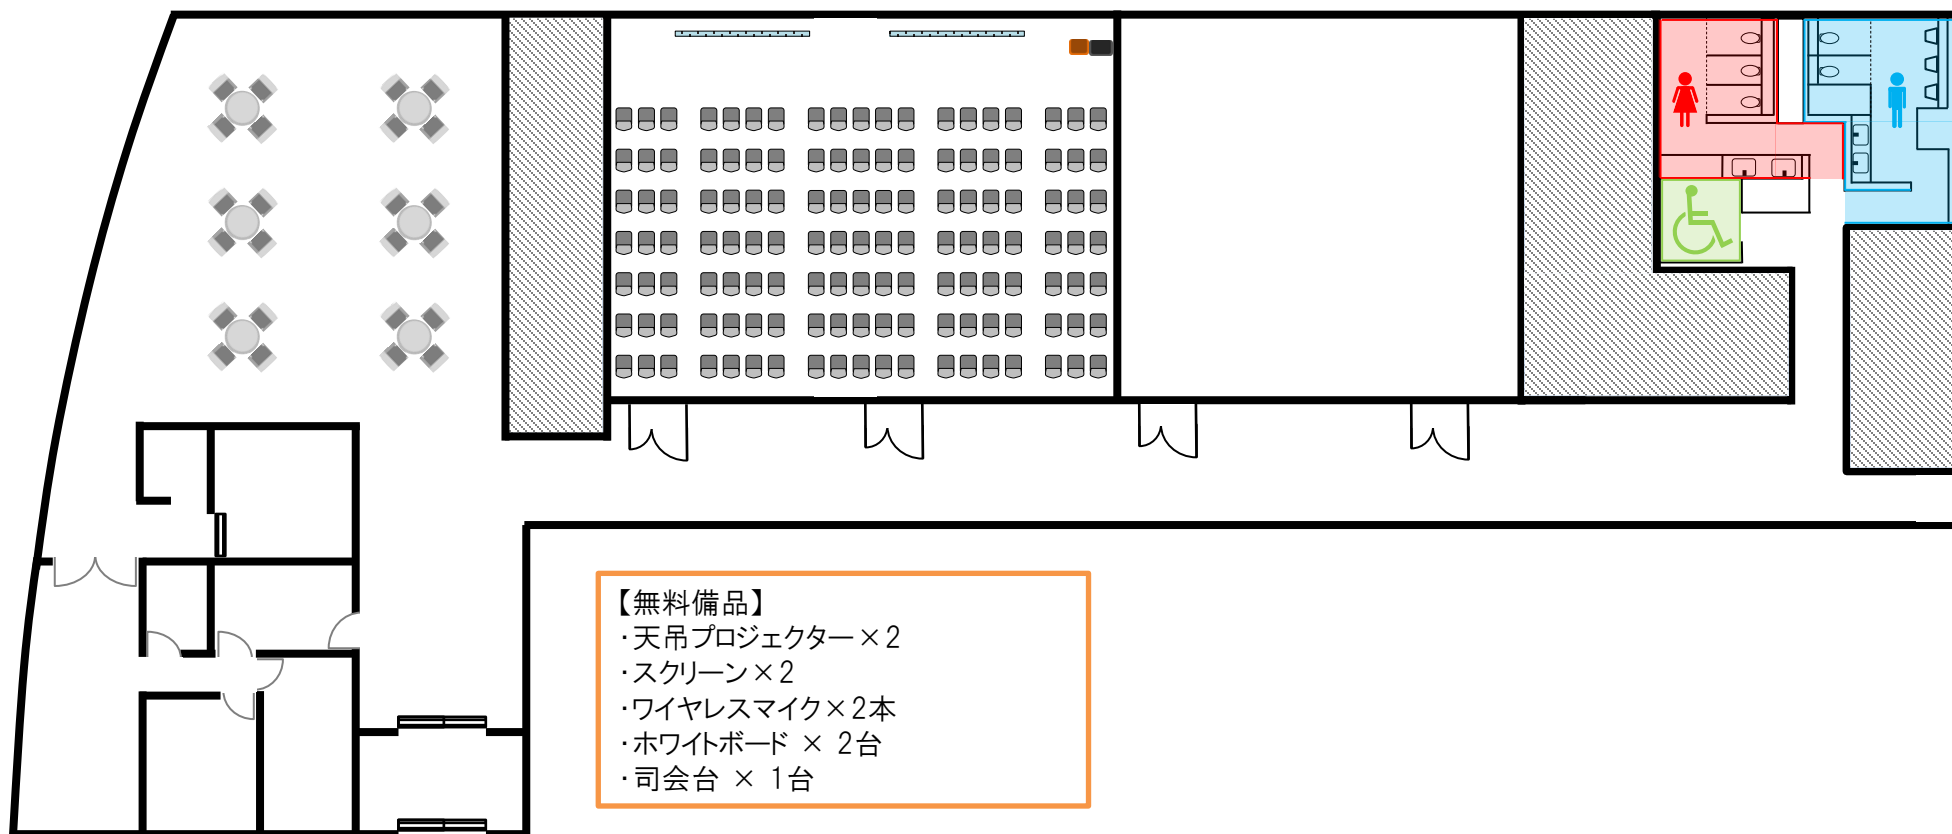 【無料備品】
・天吊プロジェクター×2
・スクリーン×2
・ワイヤレスマイク×2本
・ホワイトボード × 2台
・司会台 × 1台